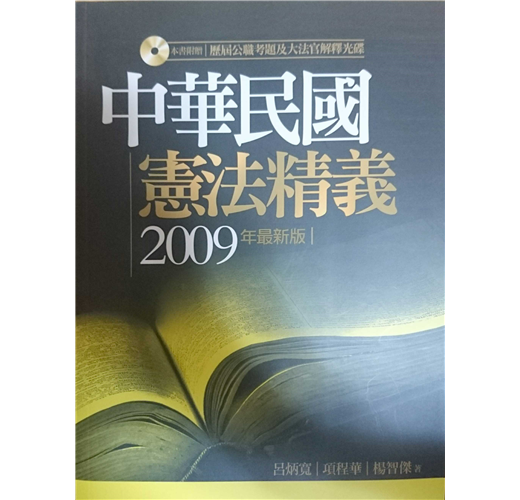 本書附贈│歷屆公職考題及大法官解釋光碟
中華民國
憲法精義
2009年最新版│
呂炳寬│項程華│楊智傑 著